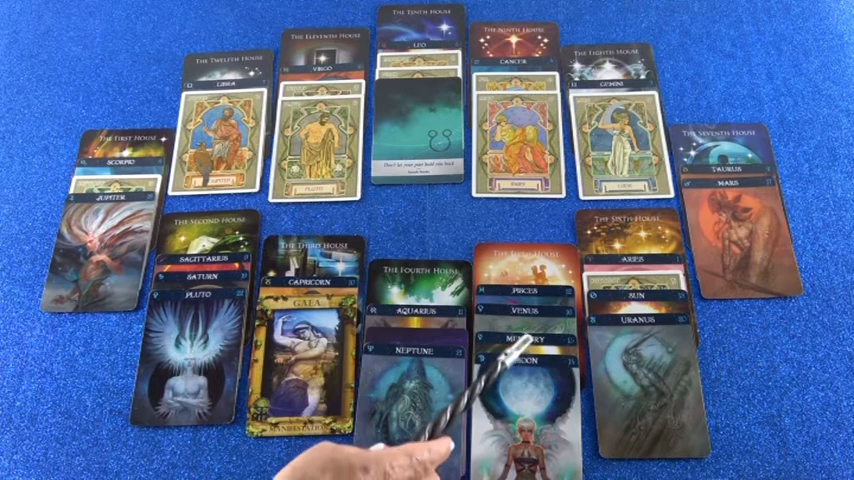 THE TENTH HOUSE
LEO
THE ELEVENTH HOUSE
VIRGO
THE NINTH HOUSE
CANCER
THE TWELFTH HOUSE
LIBRA
THE EIGHTH HOUSE
GEMINI
JUPITER
PLUTO
Don't let your past hold you back
THE FIRST HOUSE
SCORPIO
JUPITER
THE SEVENTH HOUSE
TAURUS
MARS
THE SECOND HOUSE
SAGITTARIUS
SATURN
PLUTO
THE THIRD HOUSE
CAPRICORN
GAEA
MANIFESTATION
THE FOURTH HOUSE
AQUARIUS
NEPTUNE
THE FIFTH HOUSE
PISCES
VENUS
MOON
THE SIXTH HOUSE
ARIES
SUN
URANUS